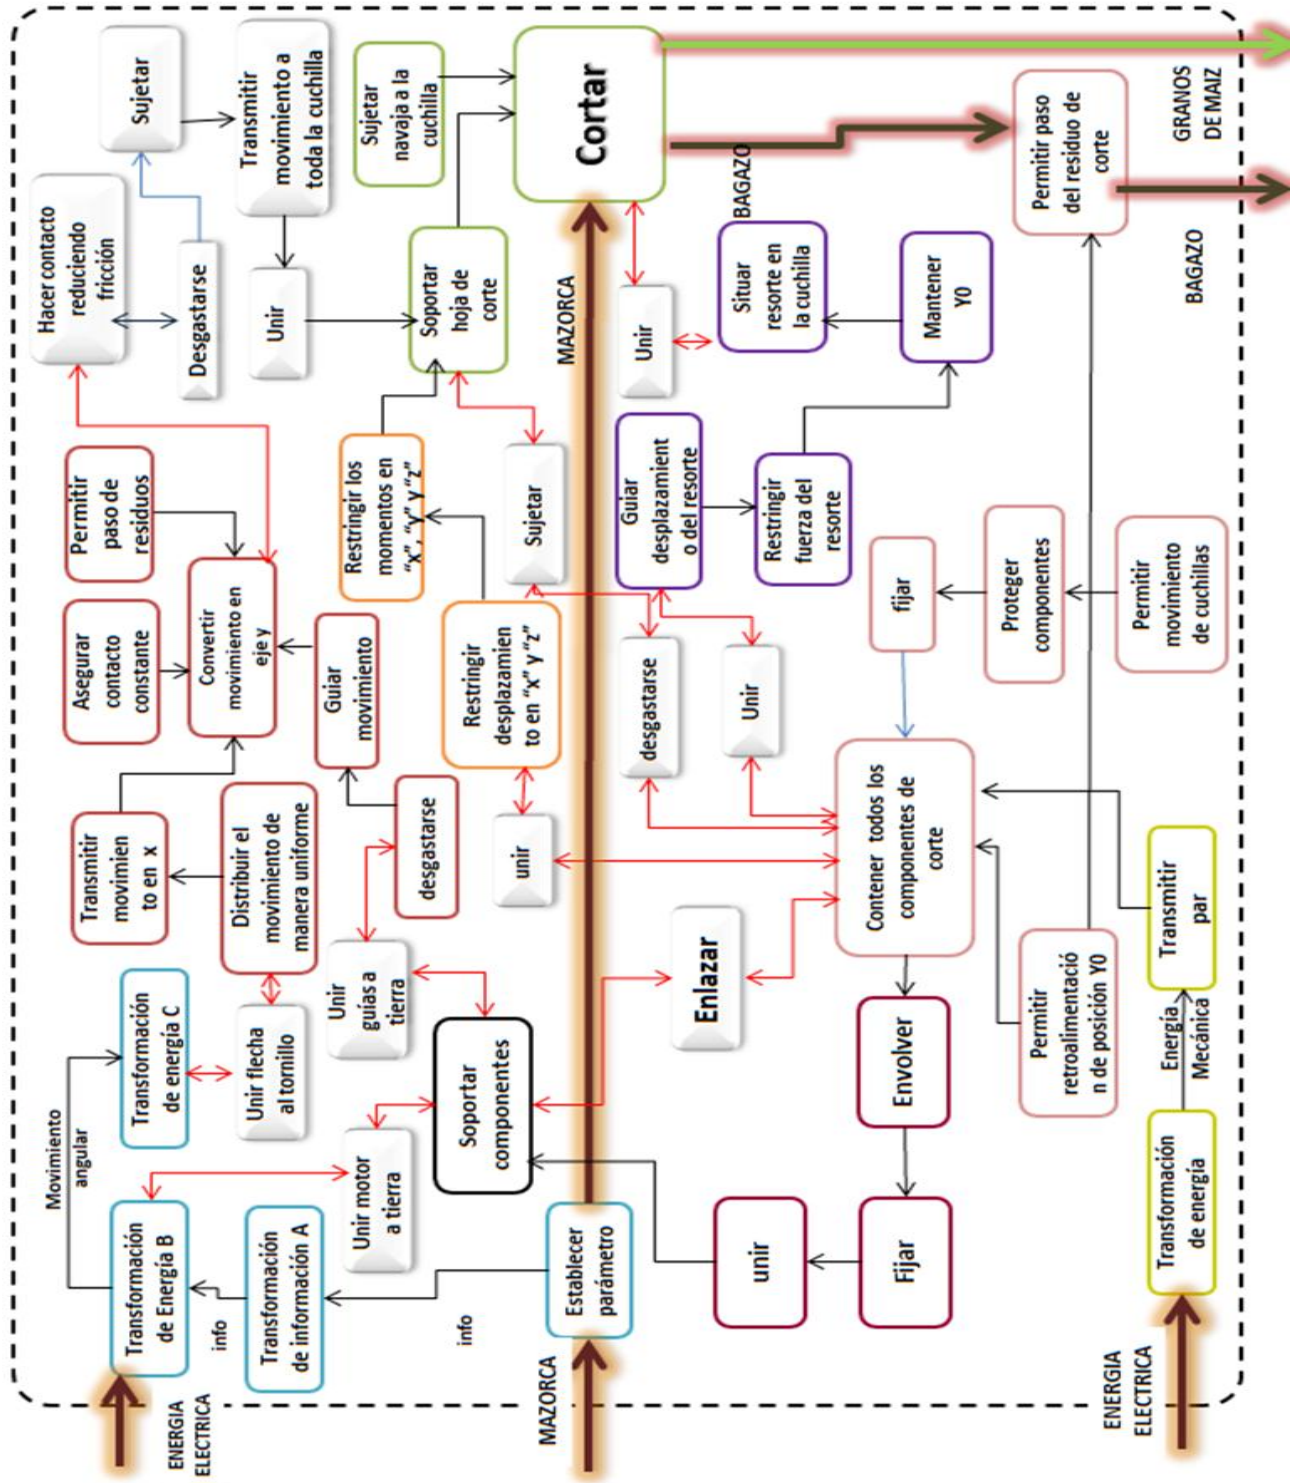 ENERGIA
ELECTRICA
Transformación
de Energía B
Movimiento
angular
info
Transformación
de información A
Transformación
de energía C
Unir flecha
al tornillo
Unir motor
a tierra
Transmitir
movimien
to en x
Distribuir el
movimiento de
manera uniforme
Unir
guías a
tierra
desgastarse
Guiar
movimiento
Asegurar
contacto
constante
Permitir
paso de
residuos
Convertir
movimiento en
eje y
Hacer contacto
reduciendo
fricción
Desgastarse
Sujetar
Transmitir
movimiento a
toda la cuchilla
Unir
Sujetar
navaja a la
cuchilla
Soportar
hoja de
corte
Restringir los
momentos en
“x”, “y” y “z”
Restringir
desplazamien
to en “x” y “z”
Sujetar
unir
Soportar
componentes
info
MAZORCA
Establecer
parámetro
MAZORCA
Cortar
Unir
Situar
resorte en
la cuchilla
BAGAZO
Guiar
desplazamient
o del resorte
Restringir
fuerza del
resorte
Mantener
Y0
desgastarse
Unir
Enlazar
unir
Fijar
Envolver
Contener todos los
componentes de
corte
fijar
Proteger
componentes
Permitir
movimiento
de cuchillas
Permitir paso
del residuo de
corte
Permitir
retroalimentació
n de posición Y0
ENERGIA
ELECTRICA
Transformación
de energía
Energía
Mecánica
Transmitir
par
BAGAZO
GRANOS
DE MAIZ